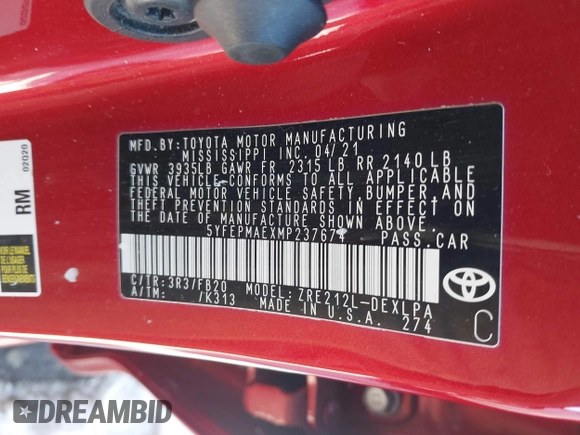 MFD.BY:TOYOTA MOTOR MANUFACTURING
MISSISSIPPI, INC. 04/21
GVWR 3935LB GAWR FR 2315 LB RR 2140 LB
THIS VEHICLE CONFORMS TO ALL APPLICABLE
FEDERAL MOTOR VEHICLE SAFETY, BUMPER, AND
THEFT PREVENTION STANDARDS IN EFFECT ON
THE DATE OF MANUFACTURE SHOWN ABOVE.
5YFEPMAEXMP237674 PASS.CAR
C/TR:3R3/FB20 MODEL:ZRE212L-DEXLPA
A/TM: /K313 MADE IN U.S.A. 274
C
02020
RM
DREAMBID